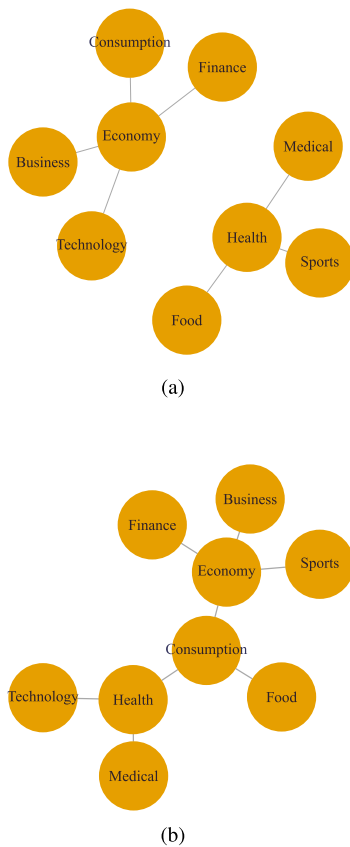 Consumption
Finance
Economy
Business
Medical
Health
Technology
Sports
Food
(a)
Business
Finance
Sports
Economy
Consumption
Technology
Health
Food
Medical
(b)